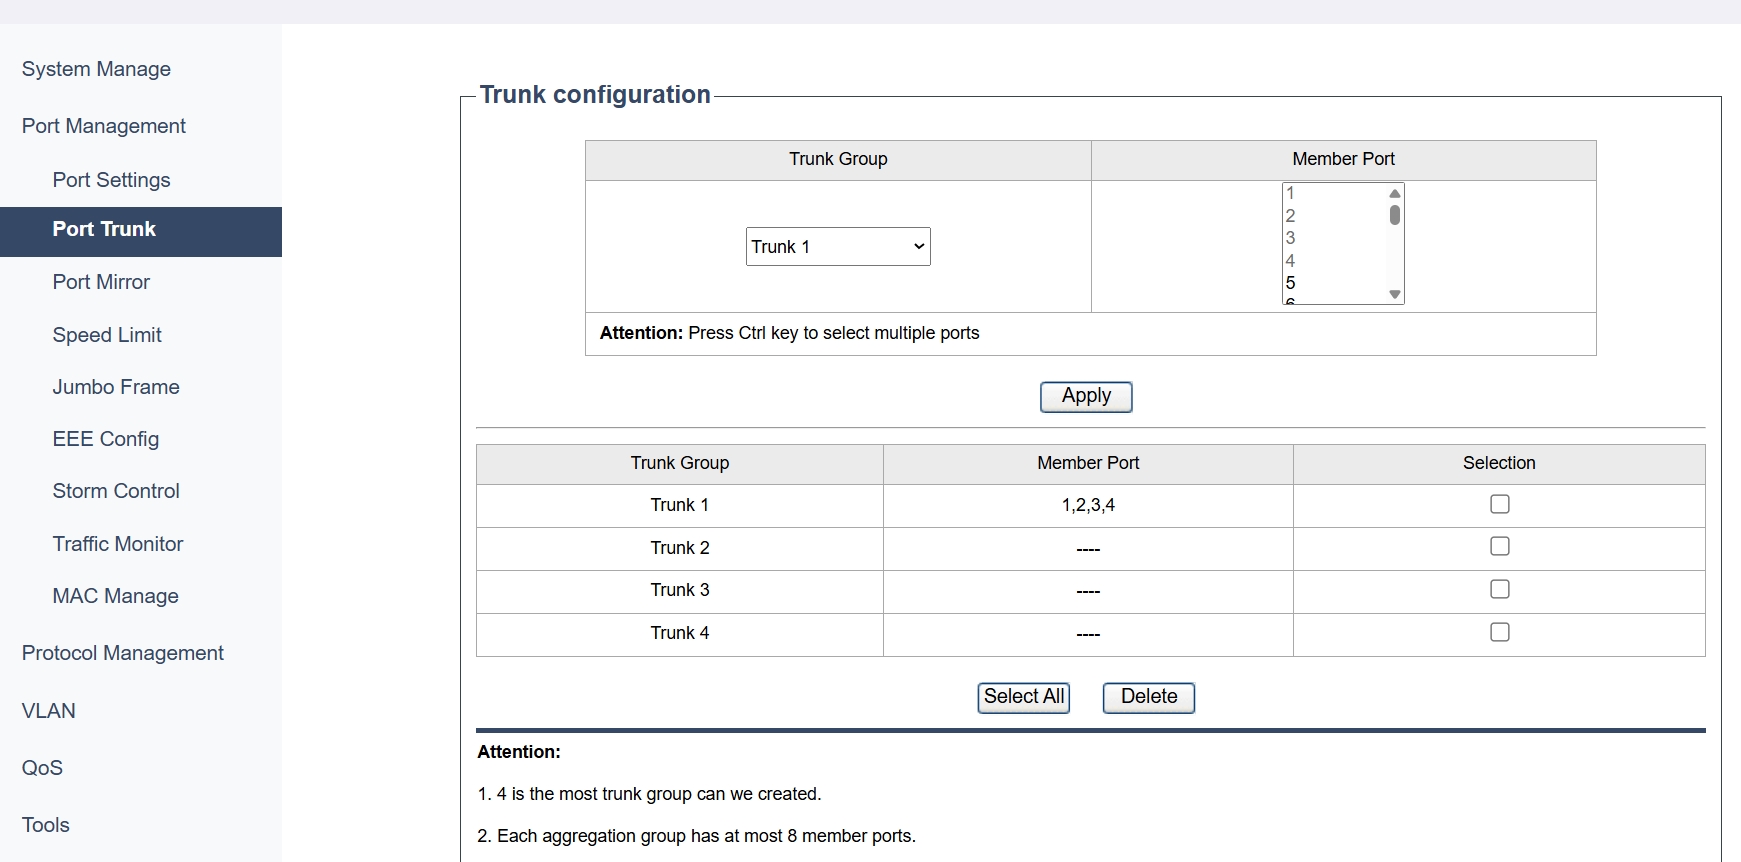 System Manage
Port Management
Port Settings
Port Trunk
Port Mirror
Speed Limit
Jumbo Frame
EEE Config
Storm Control
Traffic Monitor
MAC Manage
Protocol Management
VLAN
QoS
Tools
Trunk configuration
Trunk Group Member Port
Trunk 1
1
2
3
4
5
6
Attention: Press Ctrl key to select multiple ports
Apply
Trunk Group Member Port Selection
Trunk 1 1,2,3,4
Trunk 2 ----
Trunk 3 ----
Trunk 4 ----
Select All Delete
Attention:
1. 4 is the most trunk group can we created.
2. Each aggregation group has at most 8 member ports.